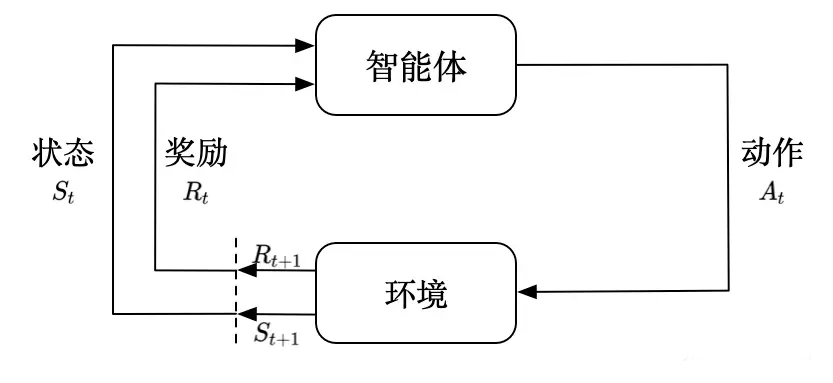 智能体
状态
S_t
奖励
R_t
动作
A_t
R_{t+1}
环境
S_{t+1}